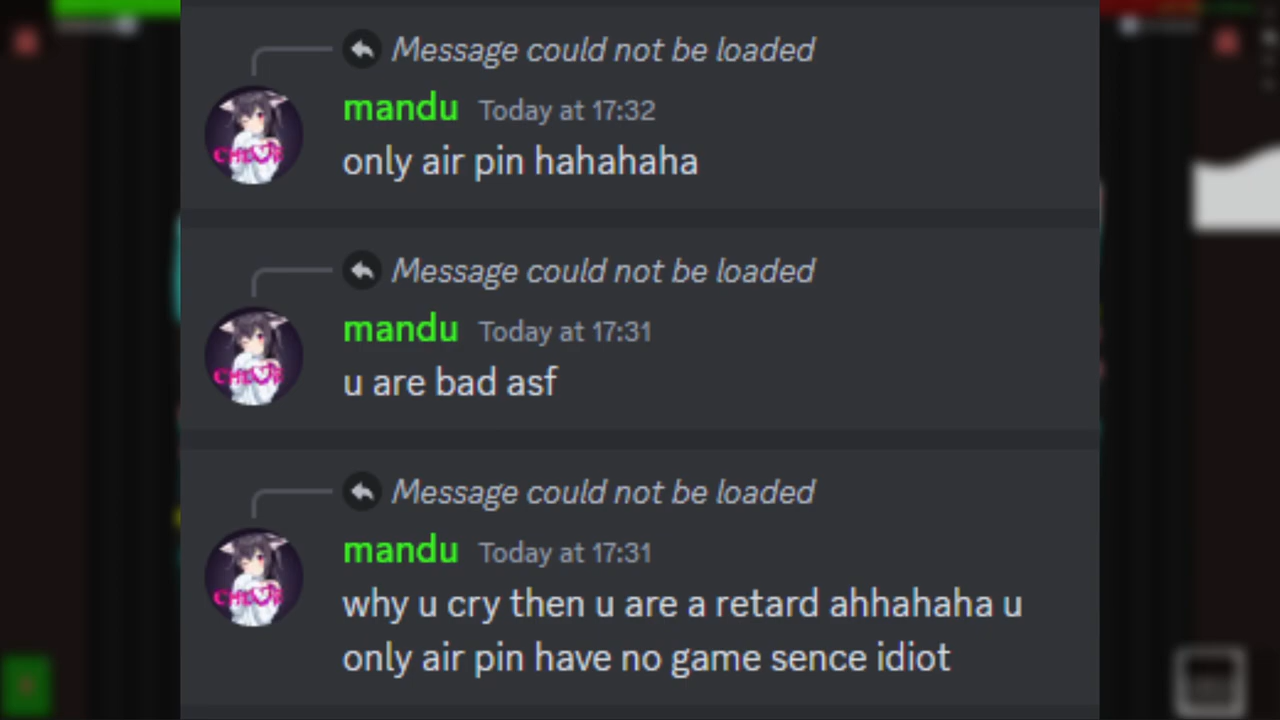 Message could not be loaded
mandu Today at 17:32
only air pin hahahaha
Message could not be loaded
mandu Today at 17:31
u are bad asf
Message could not be loaded
mandu Today at 17:31
why u cry then u are a retard ahhahaha u
only air pin have no game sence idiot